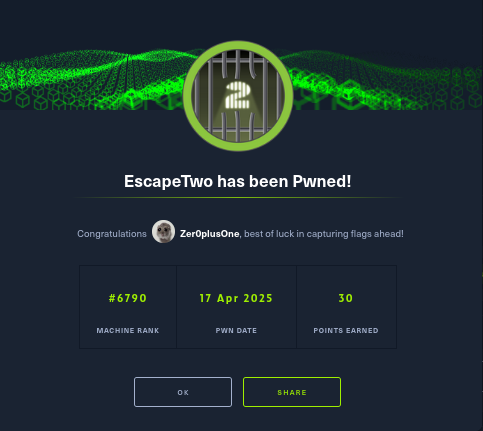 2
EscapeTwo has been Pwned!
Congratulations Zer0plusOne, best of luck in capturing flags ahead!
#6790 17 Apr 2025 30
MACHINE RANK PWN DATE POINTS EARNED
OK SHARE